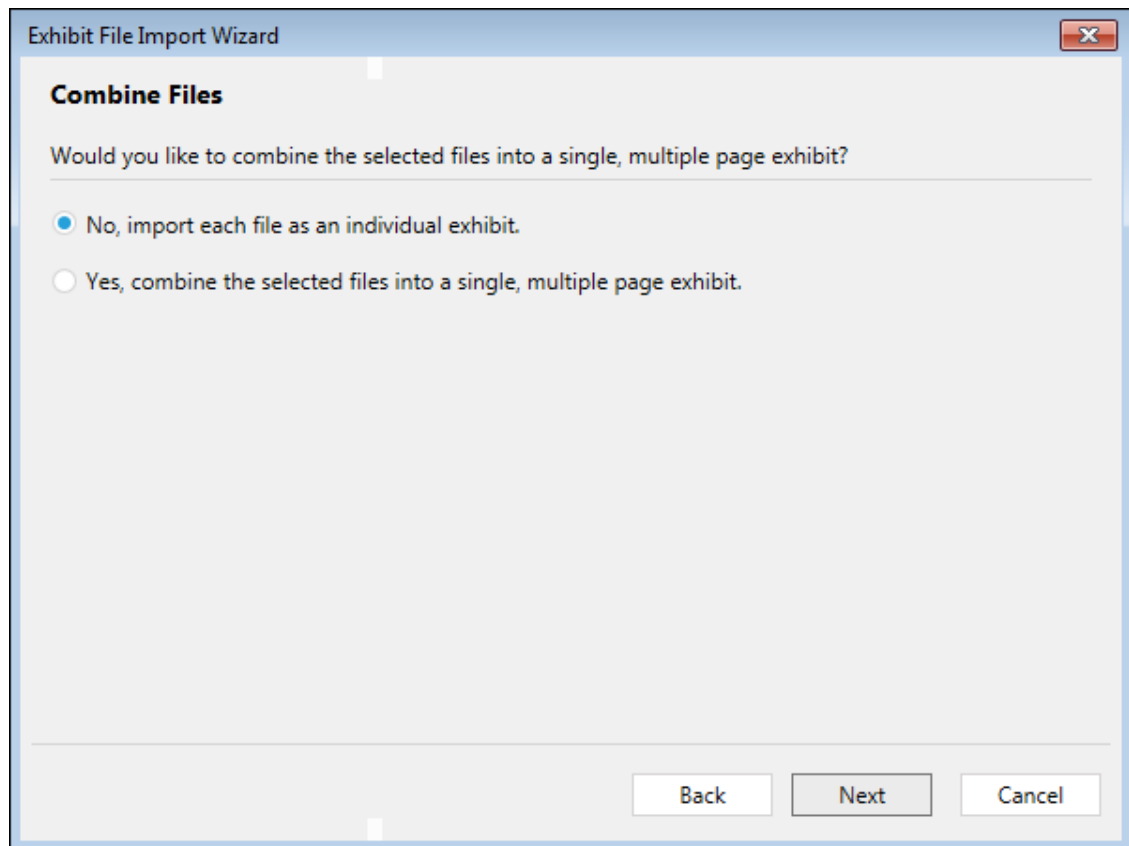 Exhibit File Import Wizard
Combine Files
Would you like to combine the selected files into a single, multiple page exhibit?
No, import each file as an individual exhibit.
Yes, combine the selected files into a single, multiple page exhibit.
Back Next Cancel